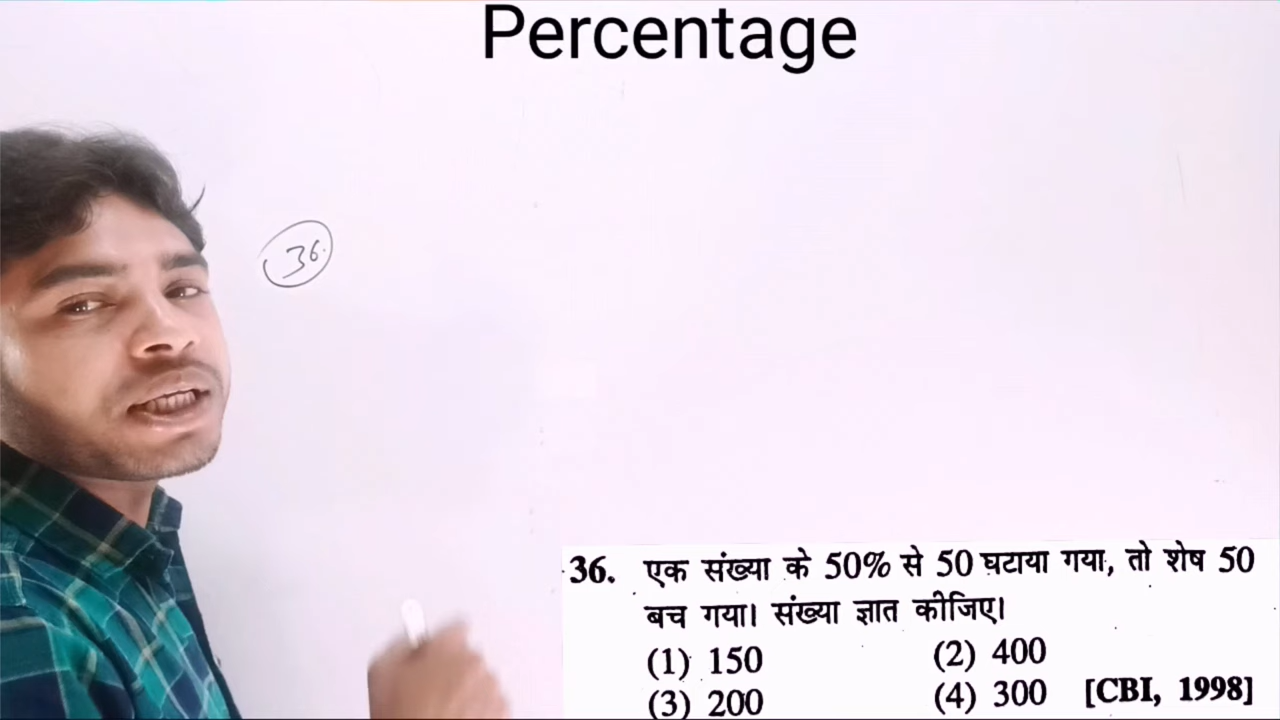 Percentage
36.
36. एक संख्या के 50% से 50 घटाया गया, तो शेष 50
बच गया। संख्या ज्ञात कीजिए।
(1) 150 (2) 400
(3) 200 (4) 300 [CBI, 1998]